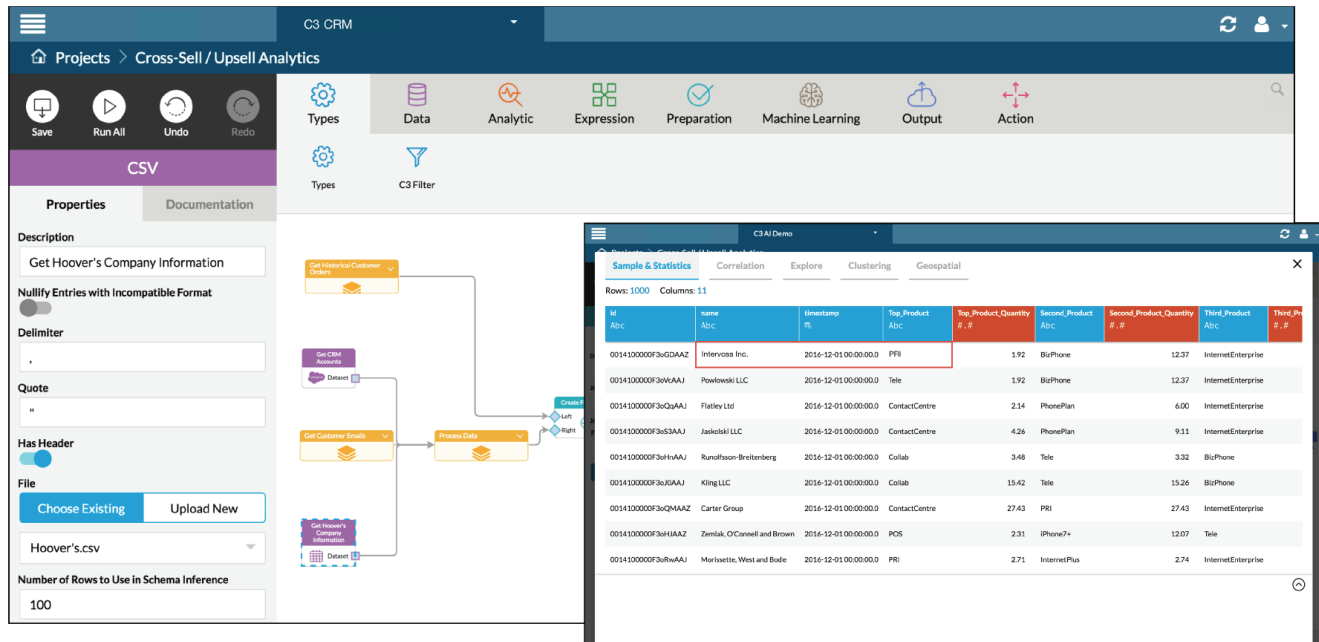 C3 CRM
Projects > Cross-Sell / Upsell Analytics
Save
Run All
Undo
Redo
Types
Data
Analytic
Expression
Preparation
Machine Learning
Output
Action
CSV
Types
C3 Filter
Properties
Documentation
Description
Get Hoover's Company Information
Nullify Entries with Incompatible Format
Delimiter
,
Quote
"
Has Header
File
Choose Existing
Upload New
Hoover's.csv
Number of Rows to Use in Schema Inference
100
Get Historical Customer
Orders
Get CRM
Accounts
Dataset
Get Customer Emails
Process Data
Get Hoover's
Company
Information
Dataset
Left
Right
C3 AI Demo
Sample & Statistics
Correlation
Explore
Clustering
Geospatial
X
Rows: 1000 Columns: 11
id name timestamp Top_Product Top_Product_Quantity Second_Product Second_Product_Quantity Third_Product
Abc Abc Abc #.# Abc #.# Abc #.#
0014100000F3oGDAAZ Intervosa Inc. 2016-12-01 00:00:00.0 PRI 1.92 BizPhone 12.37 InternetEnterprise
0014100000F3oVcAAJ Powlowski LLC 2016-12-01 00:00:00.0 Tele 1.92 BizPhone 12.37 InternetEnterprise
0014100000F3oQqAAJ Flatley Ltd 2016-12-01 00:00:00.0 ContactCentre 2.14 PhonePlan 6.00 InternetEnterprise
0014100000F3oS3AAJ Jaskolski LLC 2016-12-01 00:00:00.0 ContactCentre 4.26 PhonePlan 9.11 InternetEnterprise
0014100000F3oHnAAJ Runolfsson-Breitenberg 2016-12-01 00:00:00.0 Collab 3.48 Tele 3.32 BizPhone
0014100000F3oJ0AAJ Kling LLC 2016-12-01 00:00:00.0 Collab 15.42 Tele 15.26 BizPhone
0014100000F3oQMAAZ Carter Group 2016-12-01 00:00:00.0 ContactCentre 27.43 PRI 27.43 InternetEnterprise
0014100000F3oHJAAZ Zemlak, O'Connell and Brown 2016-12-01 00:00:00.0 POS 2.31 iPhone7+ 12.07 Tele
0014100000F3oRwAAJ Morissette, West and Bode 2016-12-01 00:00:00.0 PRI 2.71 InternetPlus 2.74 InternetEnterprise